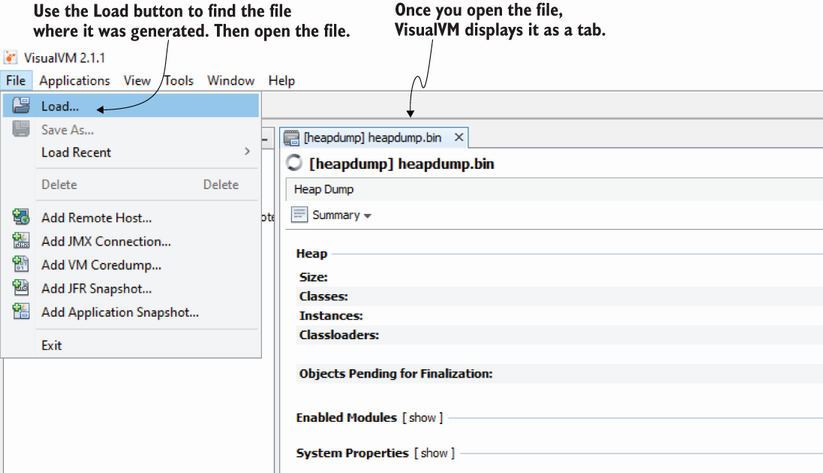 Use the Load button to find the file
where it was generated. Then open the file.
Once you open the file,
VisualVM displays it as a tab.
VisualVM 2.1.1
File Applications View Tools Window Help
Load...
Save As...
Load Recent
Delete Delete
Add Remote Host...
Add JMX Connection...
Add VM Coredump...
Add JFR Snapshot...
Add Application Snapshot...
Exit
[heapdump] heapdump.bin
[heapdump] heapdump.bin
Heap Dump
Summary
Heap
Size:
Classes:
Instances:
Classloaders:
Objects Pending for Finalization:
Enabled Modules [ show ]
System Properties [ show ]